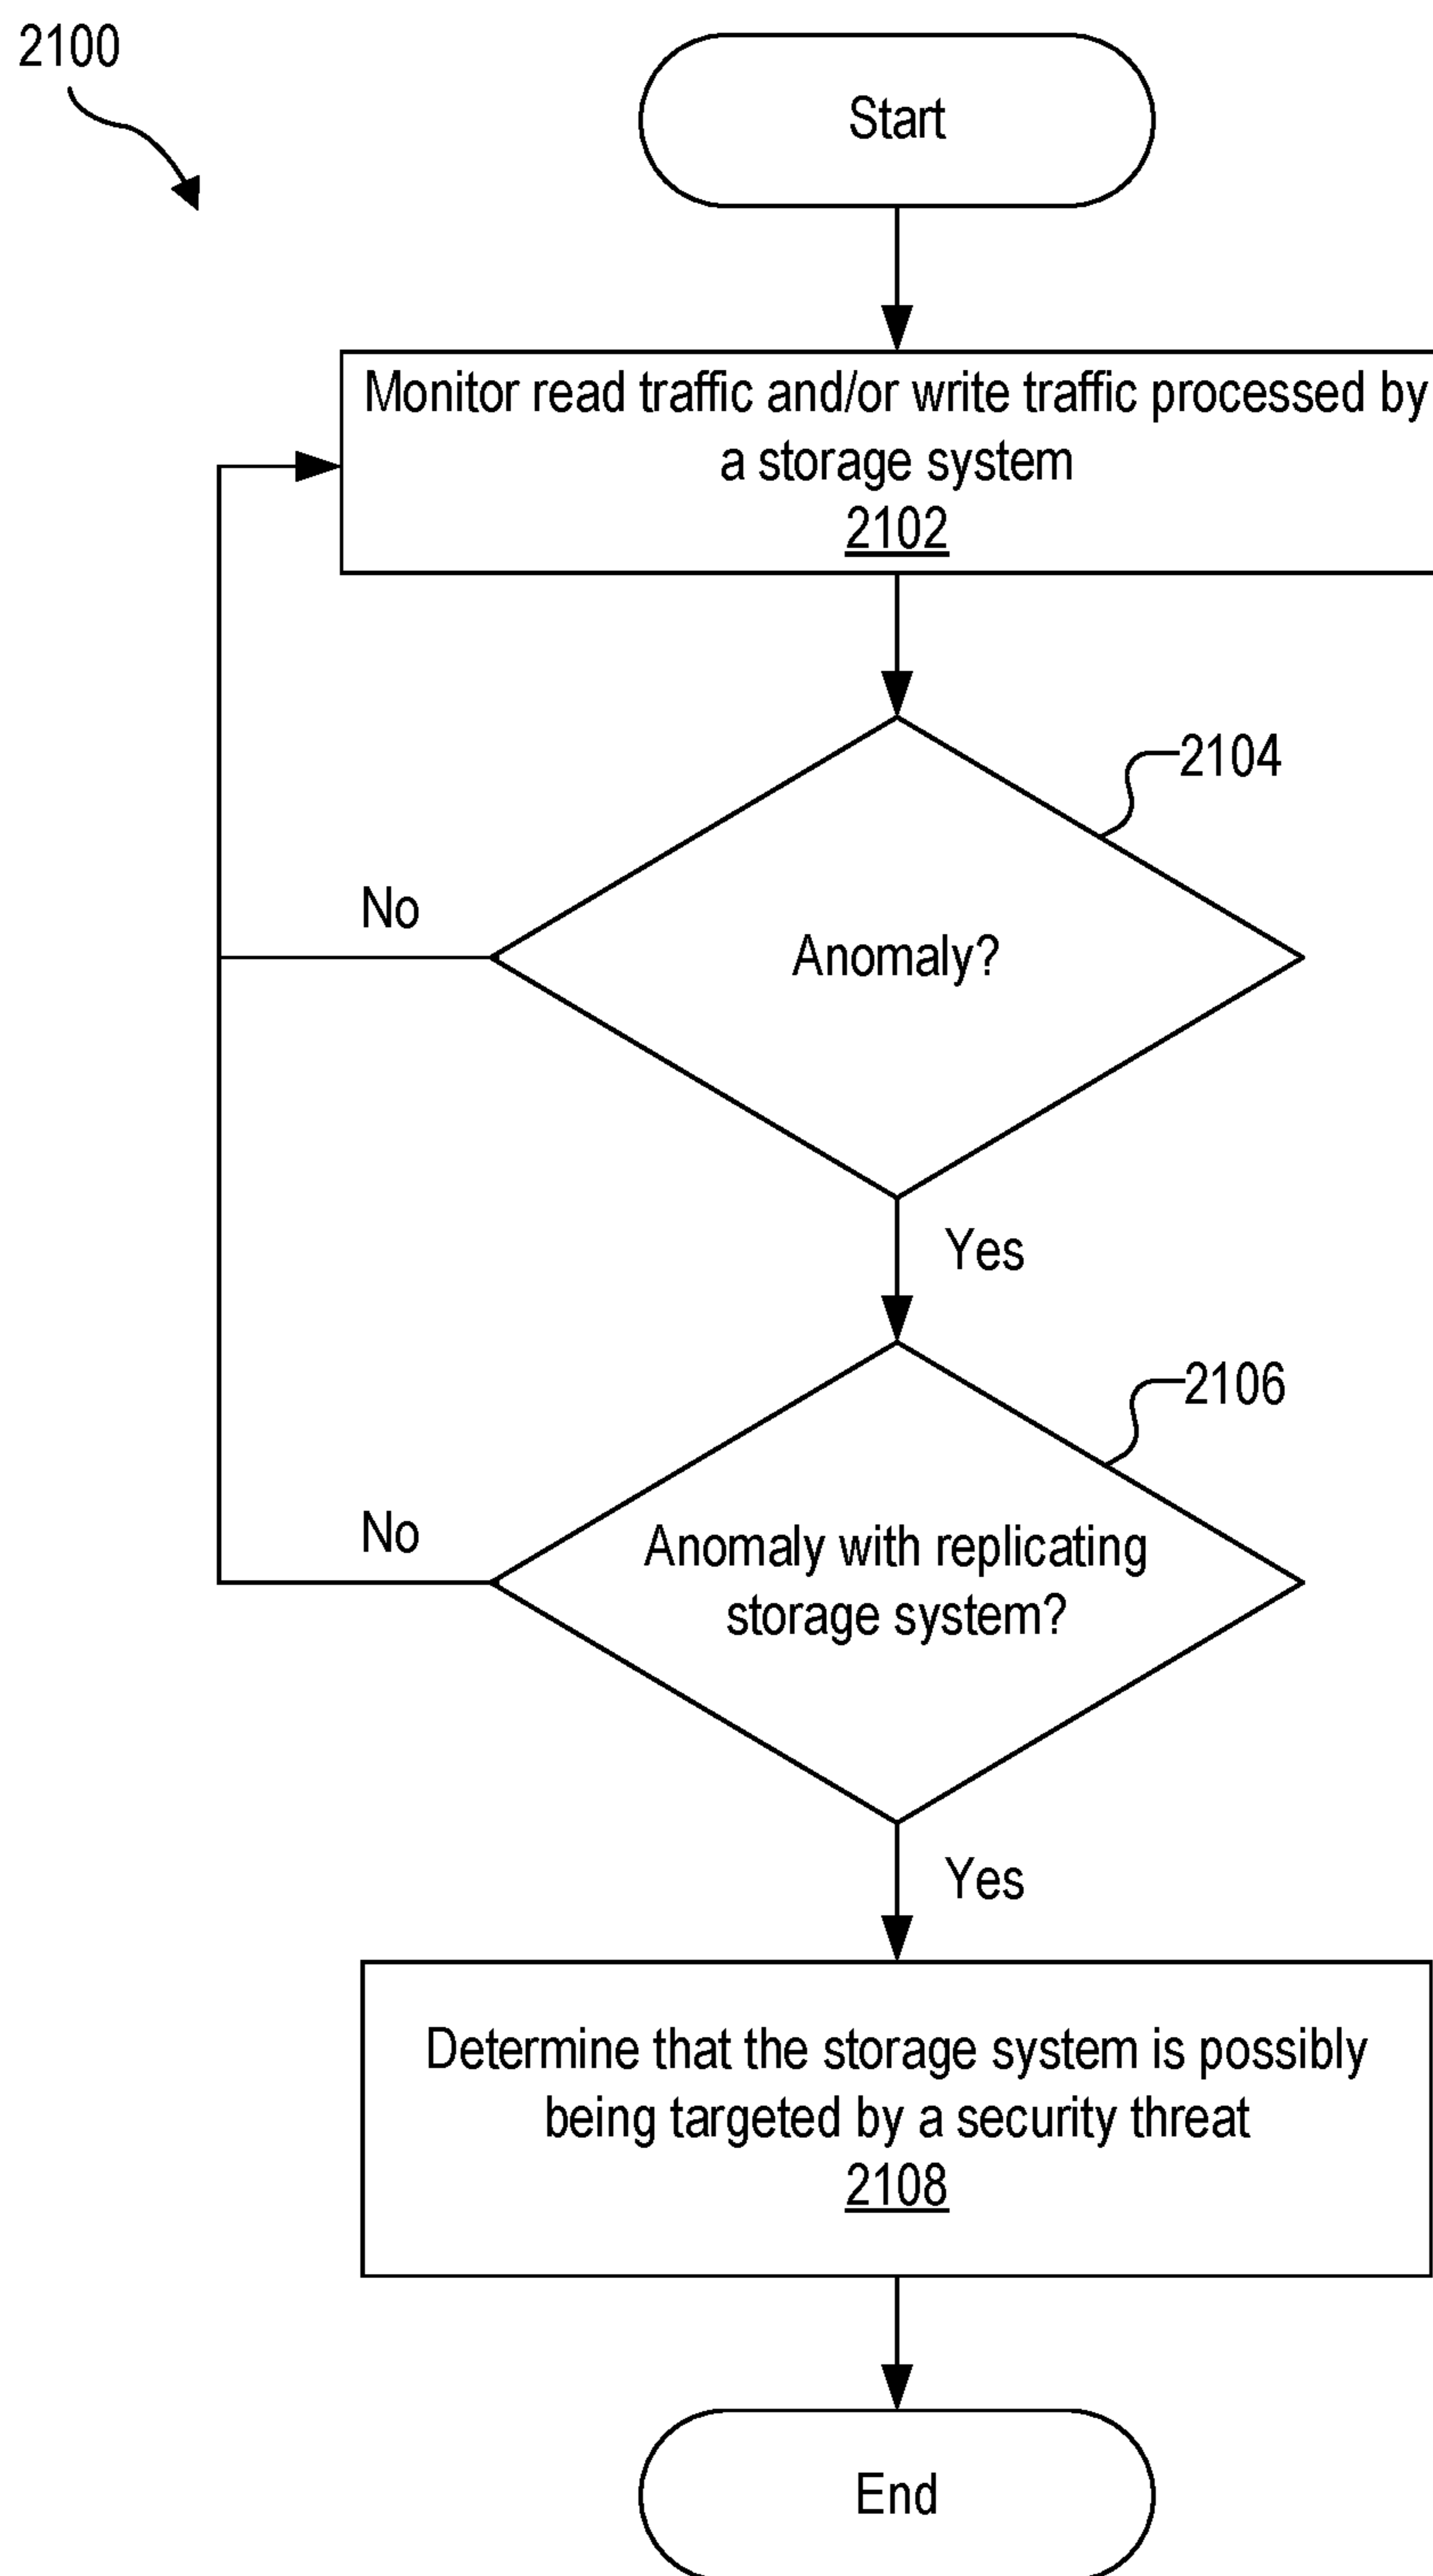 2100
Start
Monitor read traffic and/or write traffic processed by
a storage system
2102
2104
Anomaly?
No
Yes
2106
Anomaly with replicating
storage system?
No
Yes
Determine that the storage system is possibly
being targeted by a security threat
2108
End